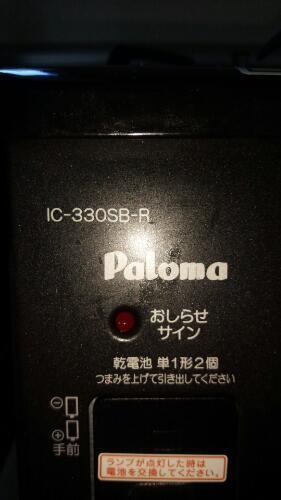 IC-330SB-R
Paloma
おしらせ
サイン
乾電池 単1形2個
つまみを上げて引き出してください
⊖
⊕
手前
ランプが点灯した時は
電池を交換してください。